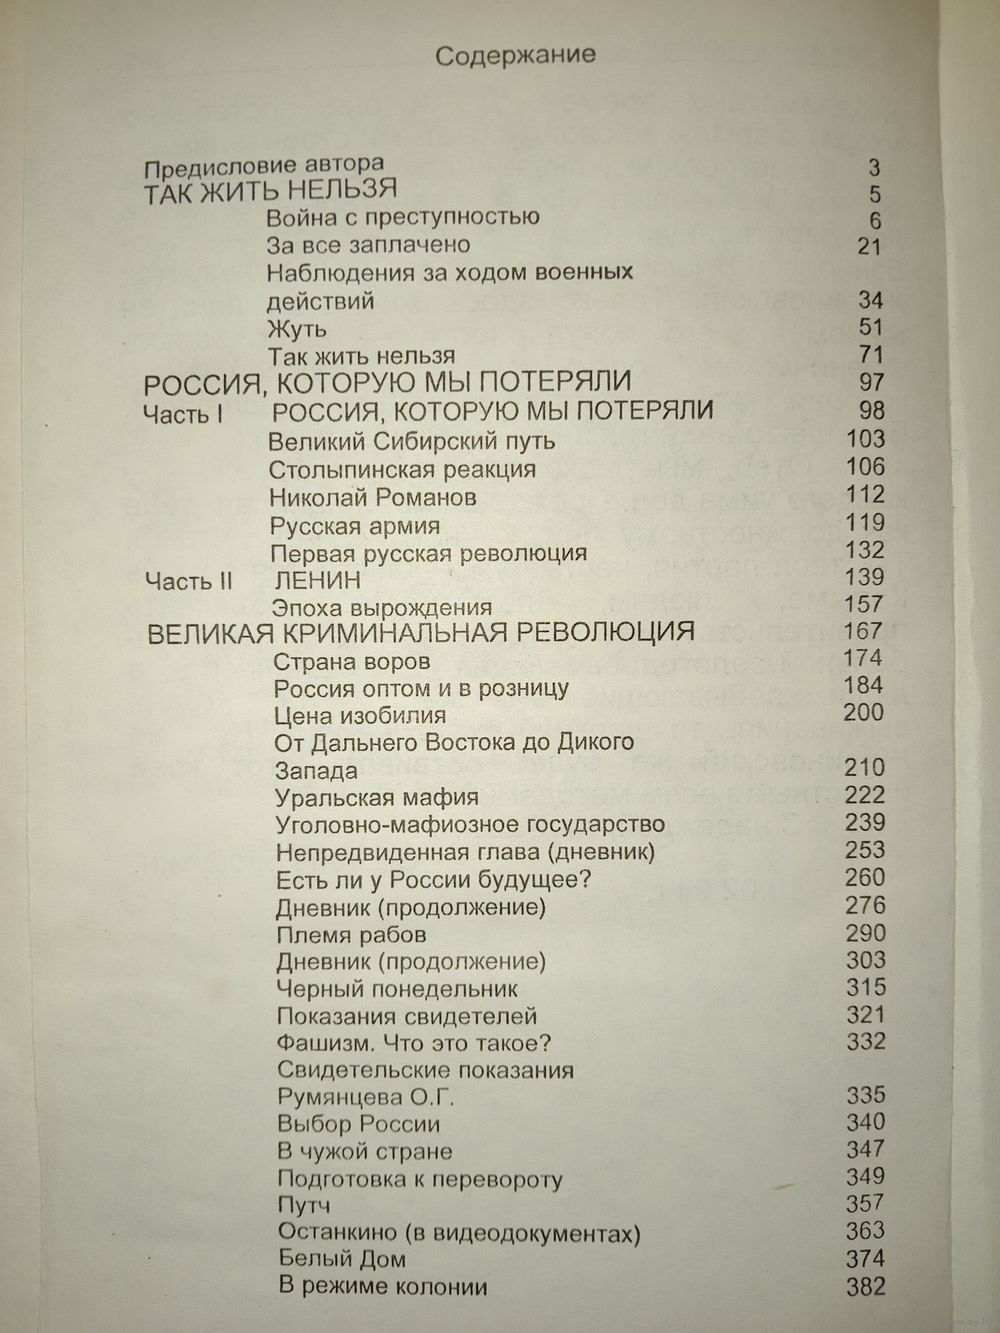 Содержание
Предисловие автора 3
ТАК ЖИТЬ НЕЛЬЗЯ 5
Война с преступностью 6
За все заплачено 21
Наблюдения за ходом военных
действий 34
Жуть 51
Так жить нельзя 71
РОССИЯ, КОТОРУЮ МЫ ПОТЕРЯЛИ 97
Часть I РОССИЯ, КОТОРУЮ МЫ ПОТЕРЯЛИ 98
Великий Сибирский путь 103
Столыпинская реакция 106
Николай Романов 112
Русская армия 119
Первая русская революция 132
Часть II ЛЕНИН 139
Эпоха вырождения 157
ВЕЛИКАЯ КРИМИНАЛЬНАЯ РЕВОЛЮЦИЯ 167
Страна воров 174
Россия оптом и в розницу 184
Цена изобилия 200
От Дальнего Востока до Дикого
Запада 210
Уральская мафия 222
Уголовно-мафиозное государство 239
Непредвиденная глава (дневник) 253
Есть ли у России будущее? 260
Дневник (продолжение) 276
Племя рабов 290
Дневник (продолжение) 303
Черный понедельник 315
Показания свидетелей 321
Фашизм. Что это такое? 332
Свидетельские показания
Румянцева О.Г. 335
Выбор России 340
В чужой стране 347
Подготовка к перевороту 349
Путч 357
Останкино (в видеодокументах) 363
Белый Дом 374
В режиме колонии 382